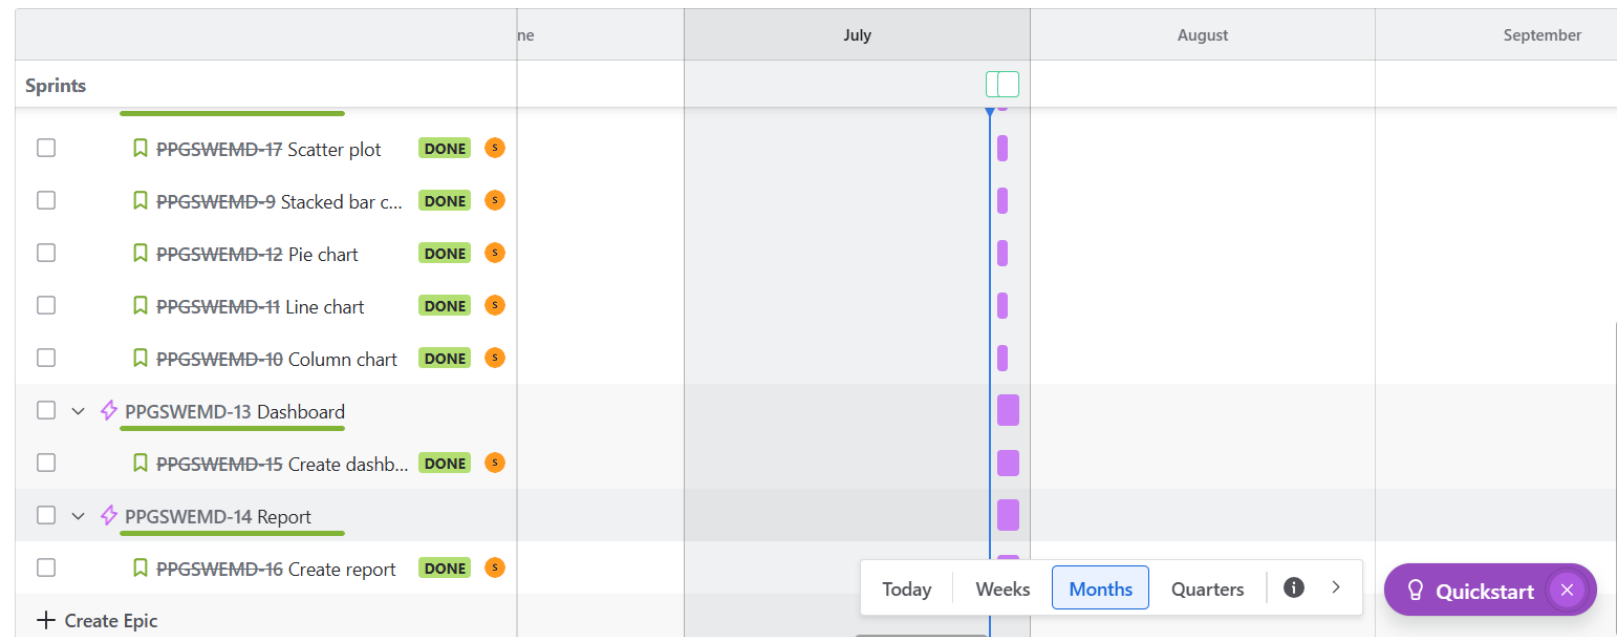 ne July August September
Sprints
PPGSWEMD-17 Scatter plot DONE S
PPGSWEMD-9 Stacked bar c... DONE S
PPGSWEMD-12 Pie chart DONE S
PPGSWEMD-11 Line chart DONE S
PPGSWEMD-10 Column chart DONE S
PPGSWEMD-13 Dashboard
PPGSWEMD-15 Create dashb... DONE S
PPGSWEMD-14 Report
PPGSWEMD-16 Create report DONE S
Today Weeks Months Quarters
Quickstart
+ Create Epic